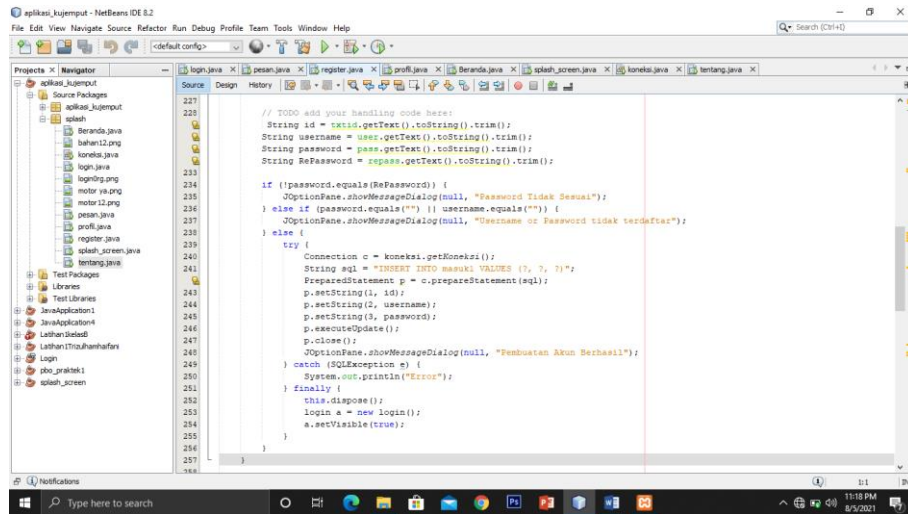 aplikasi_kujemput - NetBeans IDE 8.2
File Edit View Navigate Source Refactor Run Debug Profile Team Tools Window Help
Search (Ctrl+I)
<default config>
Projects × Navigator
login.java × pesan.java × register.java × profil.java × Beranda.java × splash_screen.java × koneksi.java × tentang.java ×
Source Design History
aplikasi_kujemput
Source Packages
aplikasi_kujemput
splash
Beranda.java
bahan12.png
koneksi.java
login.java
login0rg.png
motor ya.png
motor12.png
pesan.java
profil.java
register.java
splash_screen.java
tentang.java
Test Packages
Libraries
Test Libraries
JavaApplication1
JavaApplication4
Latihan1kelasB
Latihan1Trizulhamhaifani
Login
pbo_praktek1
splash_screen
227
228 // TODO add your handling code here:
String id = txtid.getText().toString().trim();
String username = user.getText().toString().trim();
String password = pass.getText().toString().trim();
String RePassword = repass.getText().toString().trim();
233
234 if (!password.equals(RePassword)) {
235 JOptionPane.showMessageDialog(null, "Password Tidak Sesuai");
236 } else if (password.equals("") || username.equals("")) {
237 JOptionPane.showMessageDialog(null, "Username or Password tidak terdaftar");
238 } else {
239 try {
240 Connection c = koneksi.getKoneksi();
241 String sql = "INSERT INTO masuk1 VALUES (?, ?, ?)";
PreparedStatement p = c.prepareStatement(sql);
243 p.setString(1, id);
244 p.setString(2, username);
245 p.setString(3, password);
246 p.executeUpdate();
247 p.close();
248 JOptionPane.showMessageDialog(null, "Pembuatan Akun Berhasil");
249 } catch (SQLException e) {
250 System.out.println("Error");
251 } finally {
252 this.dispose();
253 login a = new login();
254 a.setVisible(true);
255 }
256 }
257 }
258
Notifications
1:1
Type here to search
11:18 PM
8/5/2021